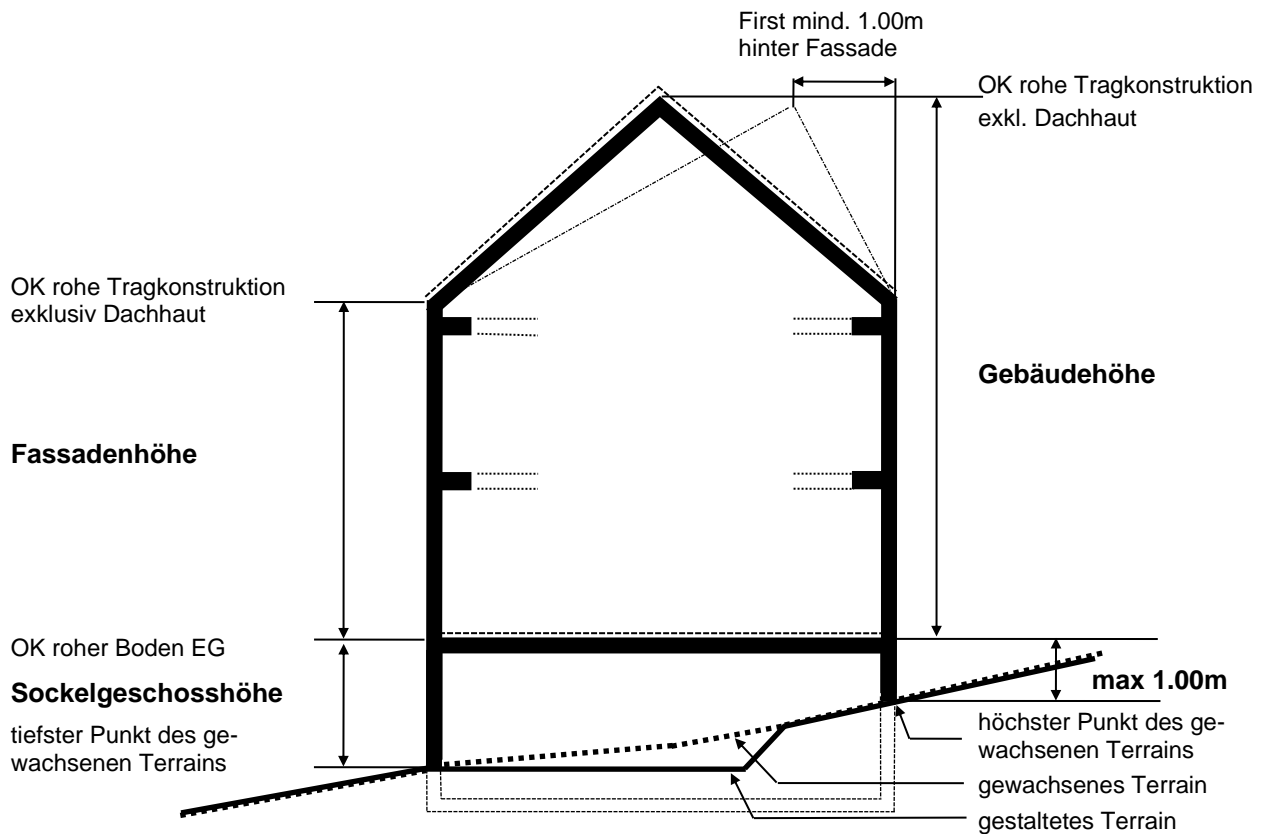 First mind. 1.00m
hinter Fassade
OK rohe Tragkonstruktion
exkl. Dachhaut
OK rohe Tragkonstruktion
exklusiv Dachhaut
Gebäudehöhe
Fassadenhöhe
OK roher Boden EG
Sockelgeschosshöhe
tiefster Punkt des ge-
wachsenen Terrains
max 1.00m
höchster Punkt des ge-
wachsenen Terrains
gewachsenes Terrain
gestaltetes Terrain